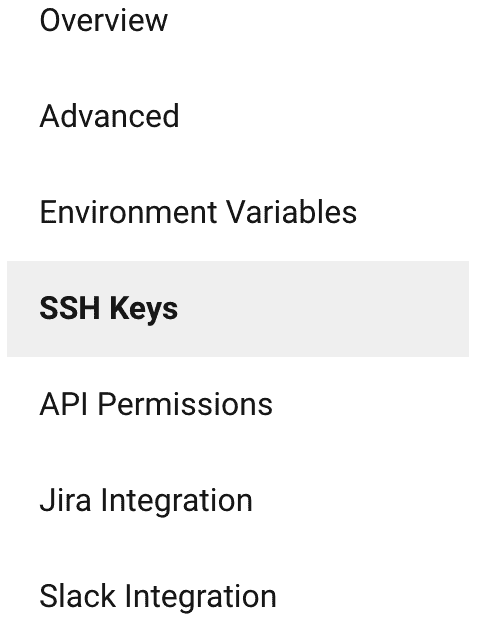 Overview
Advanced
Environment Variables
SSH Keys
API Permissions
Jira Integration
Slack Integration